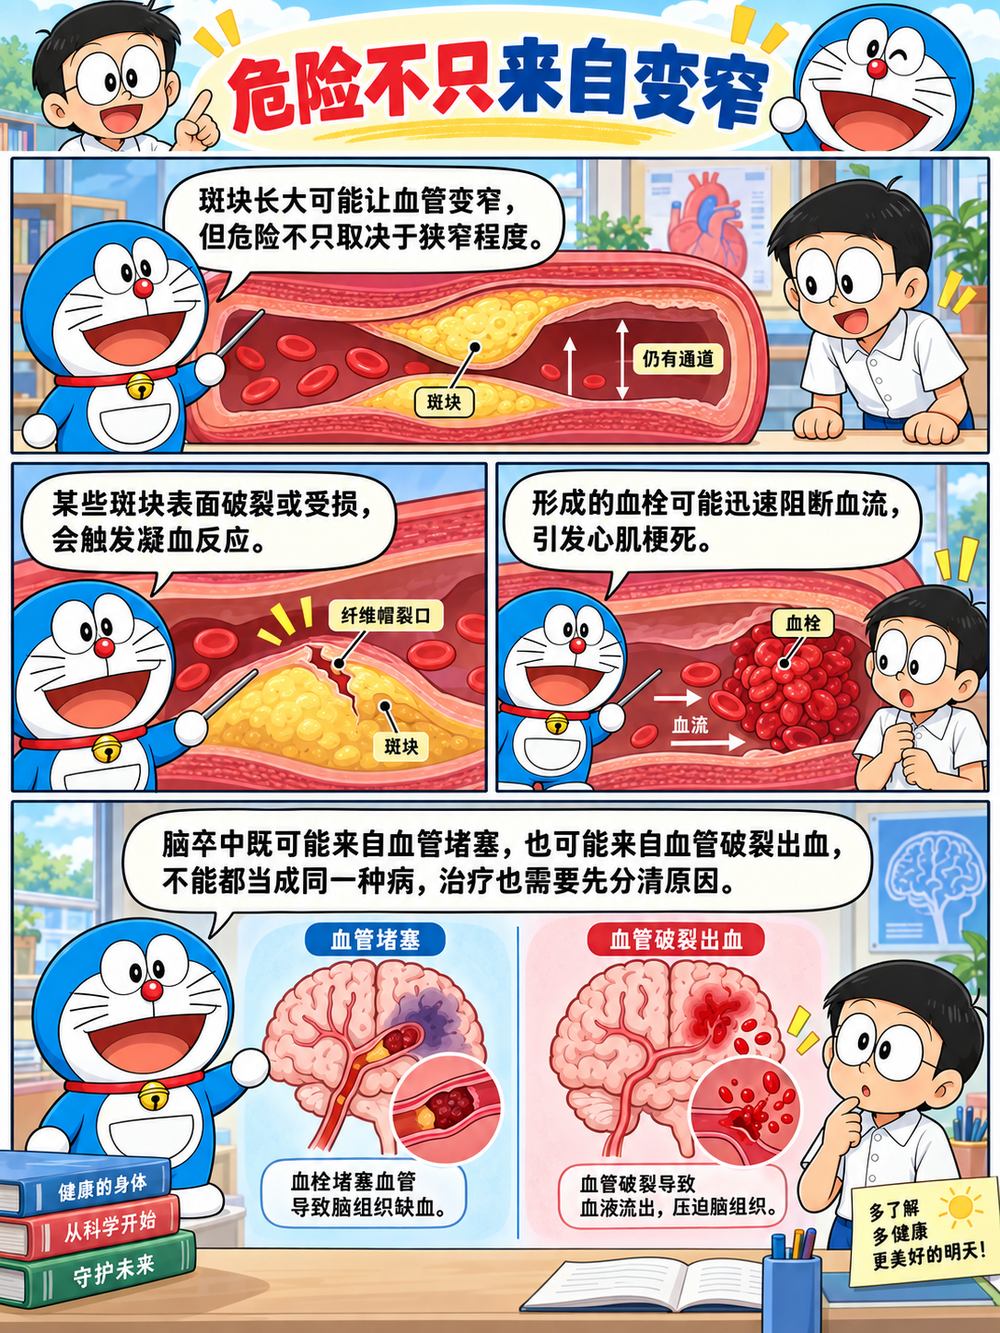 危险不只来自变窄
斑块长大可能让血管变窄，
但危险不只取决于狭窄程度。
仍有通道
斑块
某些斑块表面破裂或受损，
会触发凝血反应。
纤维帽裂口
斑块
形成的血栓可能迅速阻断血流，
引发心肌梗死。
血栓
血流
脑卒中既可能来自血管堵塞，也可能来自血管破裂出血，
不能都当成同一种病，治疗也需要先分清原因。
血管堵塞
血管破裂出血
血栓堵塞血管
导致脑组织缺血。
血管破裂导致
血液流出，压迫脑组织。
健康的身体
从科学开始
守护未来
多了解
多健康
更美好的明天！